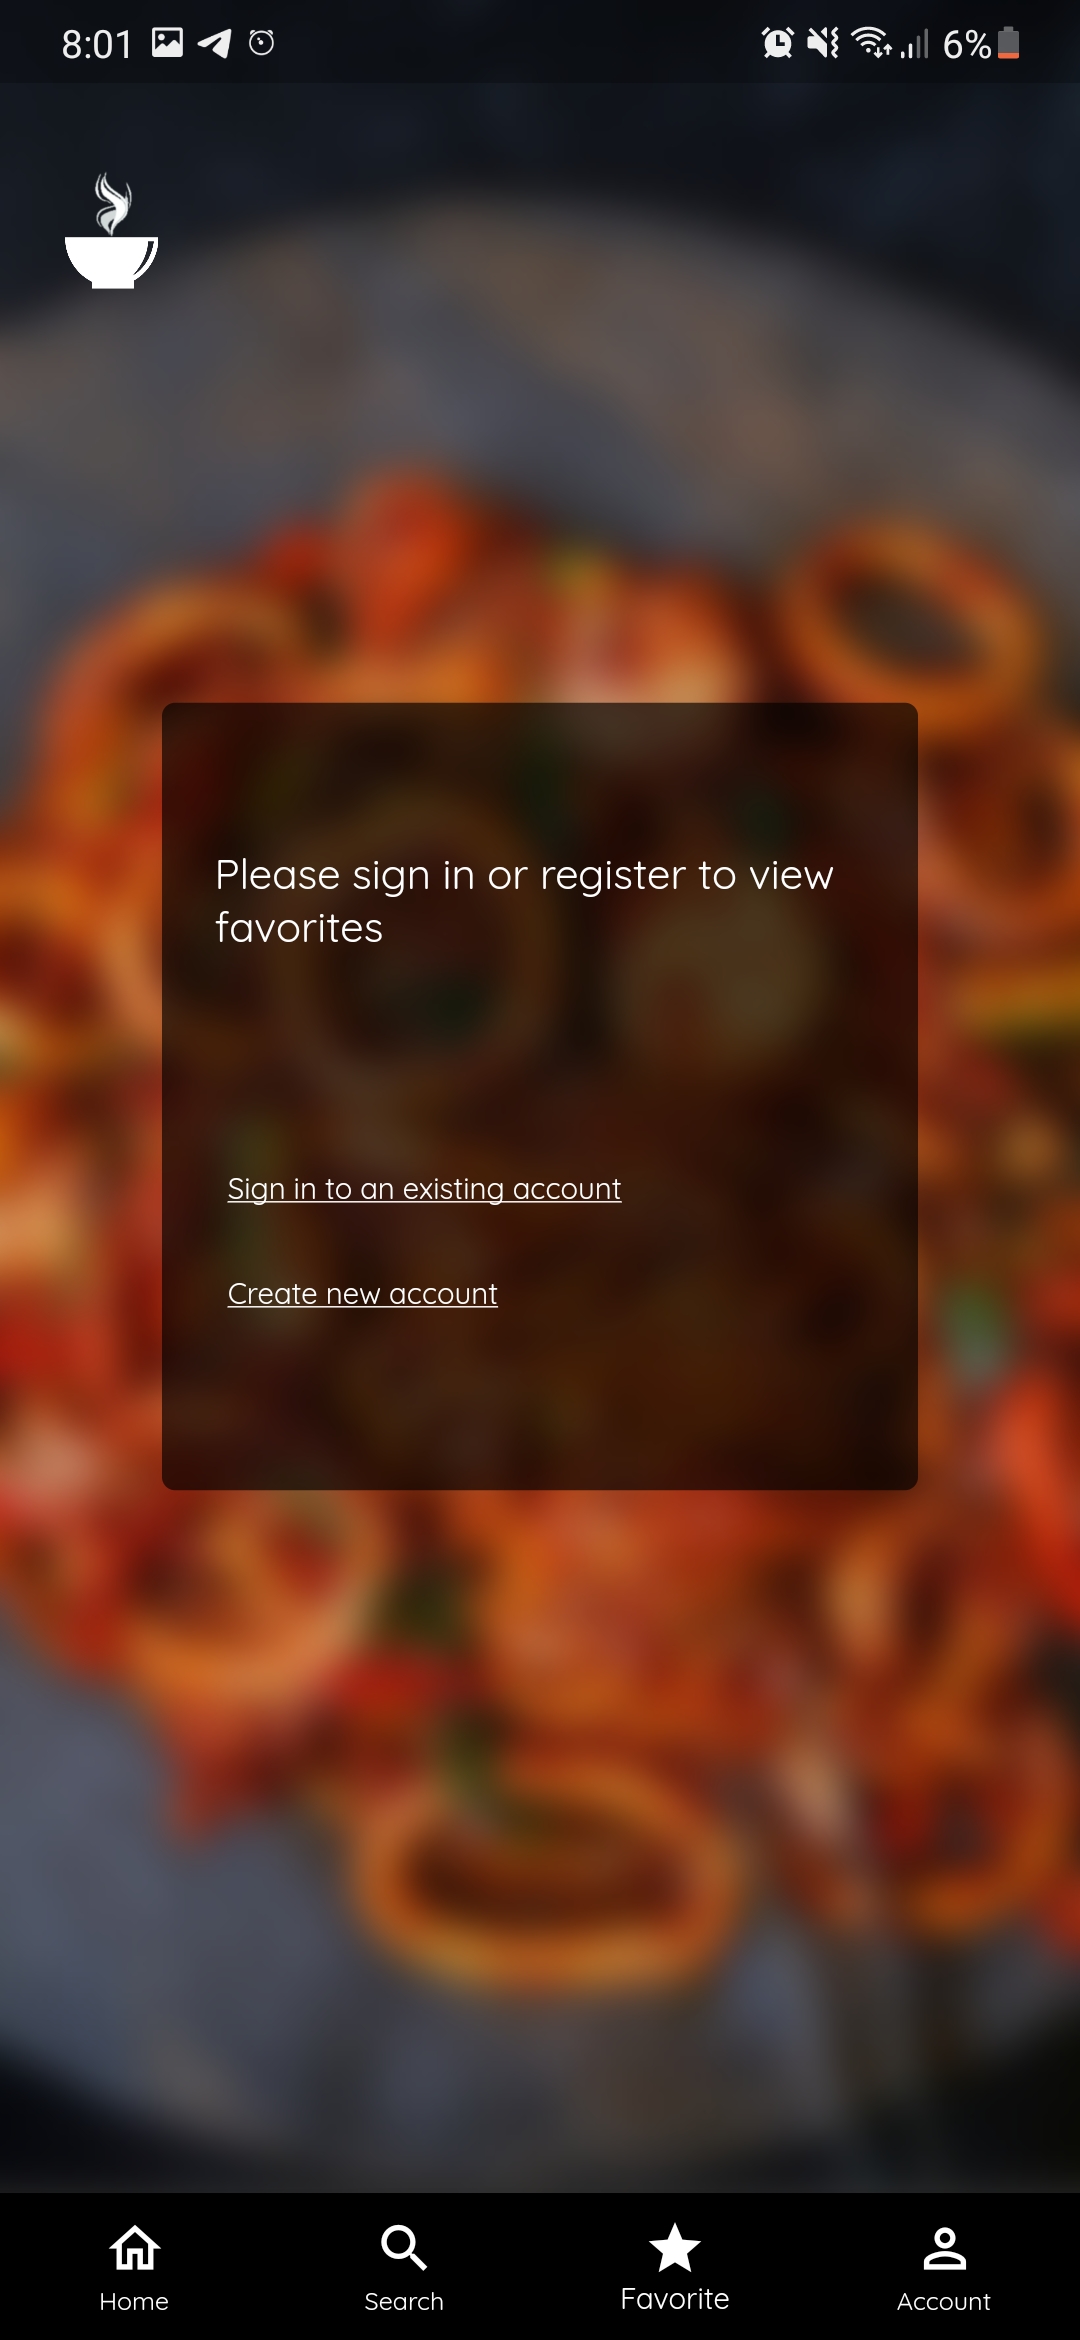 8:01 6%
Please sign in or register to view
favorites
Sign in to an existing account
Create new account
Home Search Favorite Account